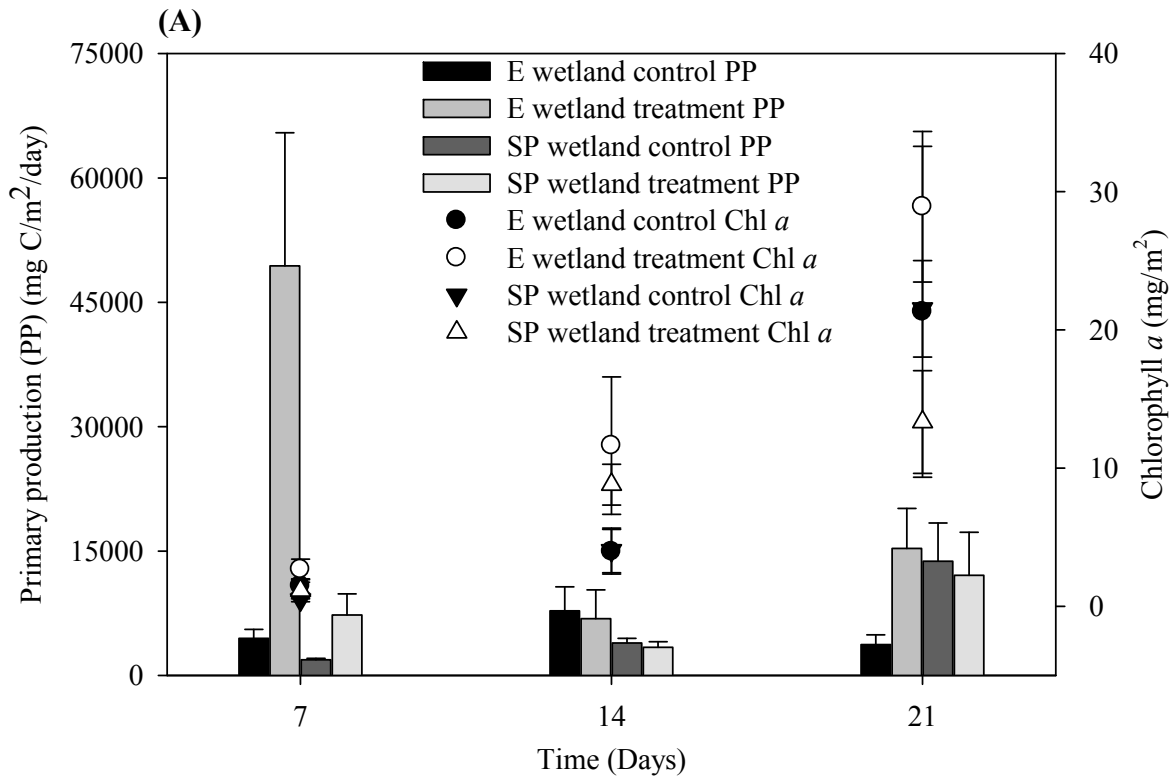 (A)
75000
60000
45000
30000
15000
0
Primary production (PP) (mg C/m²/day)
E wetland control PP
E wetland treatment PP
SP wetland control PP
SP wetland treatment PP
E wetland control Chl a
E wetland treatment Chl a
SP wetland control Chl a
SP wetland treatment Chl a
40
30
20
10
0
Chlorophyll a (mg/m²)
7 14 21
Time (Days)